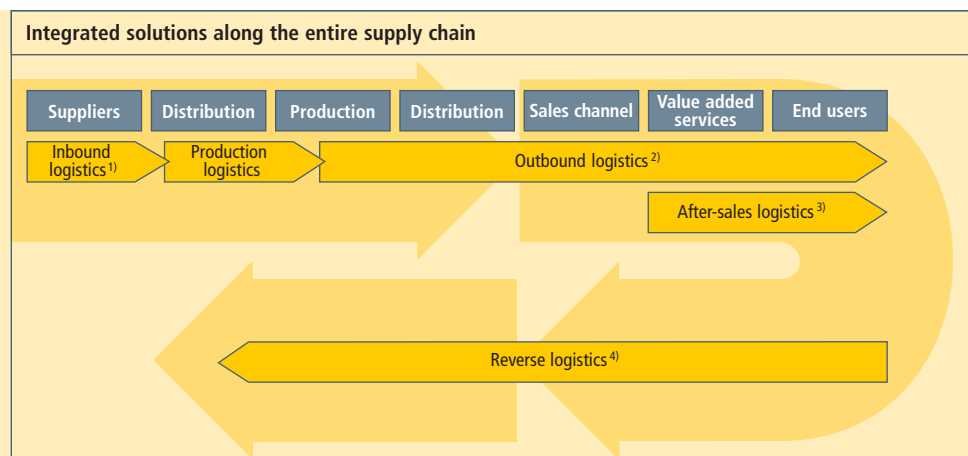 Integrated solutions along the entire supply chain
Suppliers
Distribution
Production
Distribution
Sales channel
Value added
services
End users
Inbound
logistics 1)
Production
logistics
Outbound logistics 2)
After-sales logistics 3)
Reverse logistics 4)